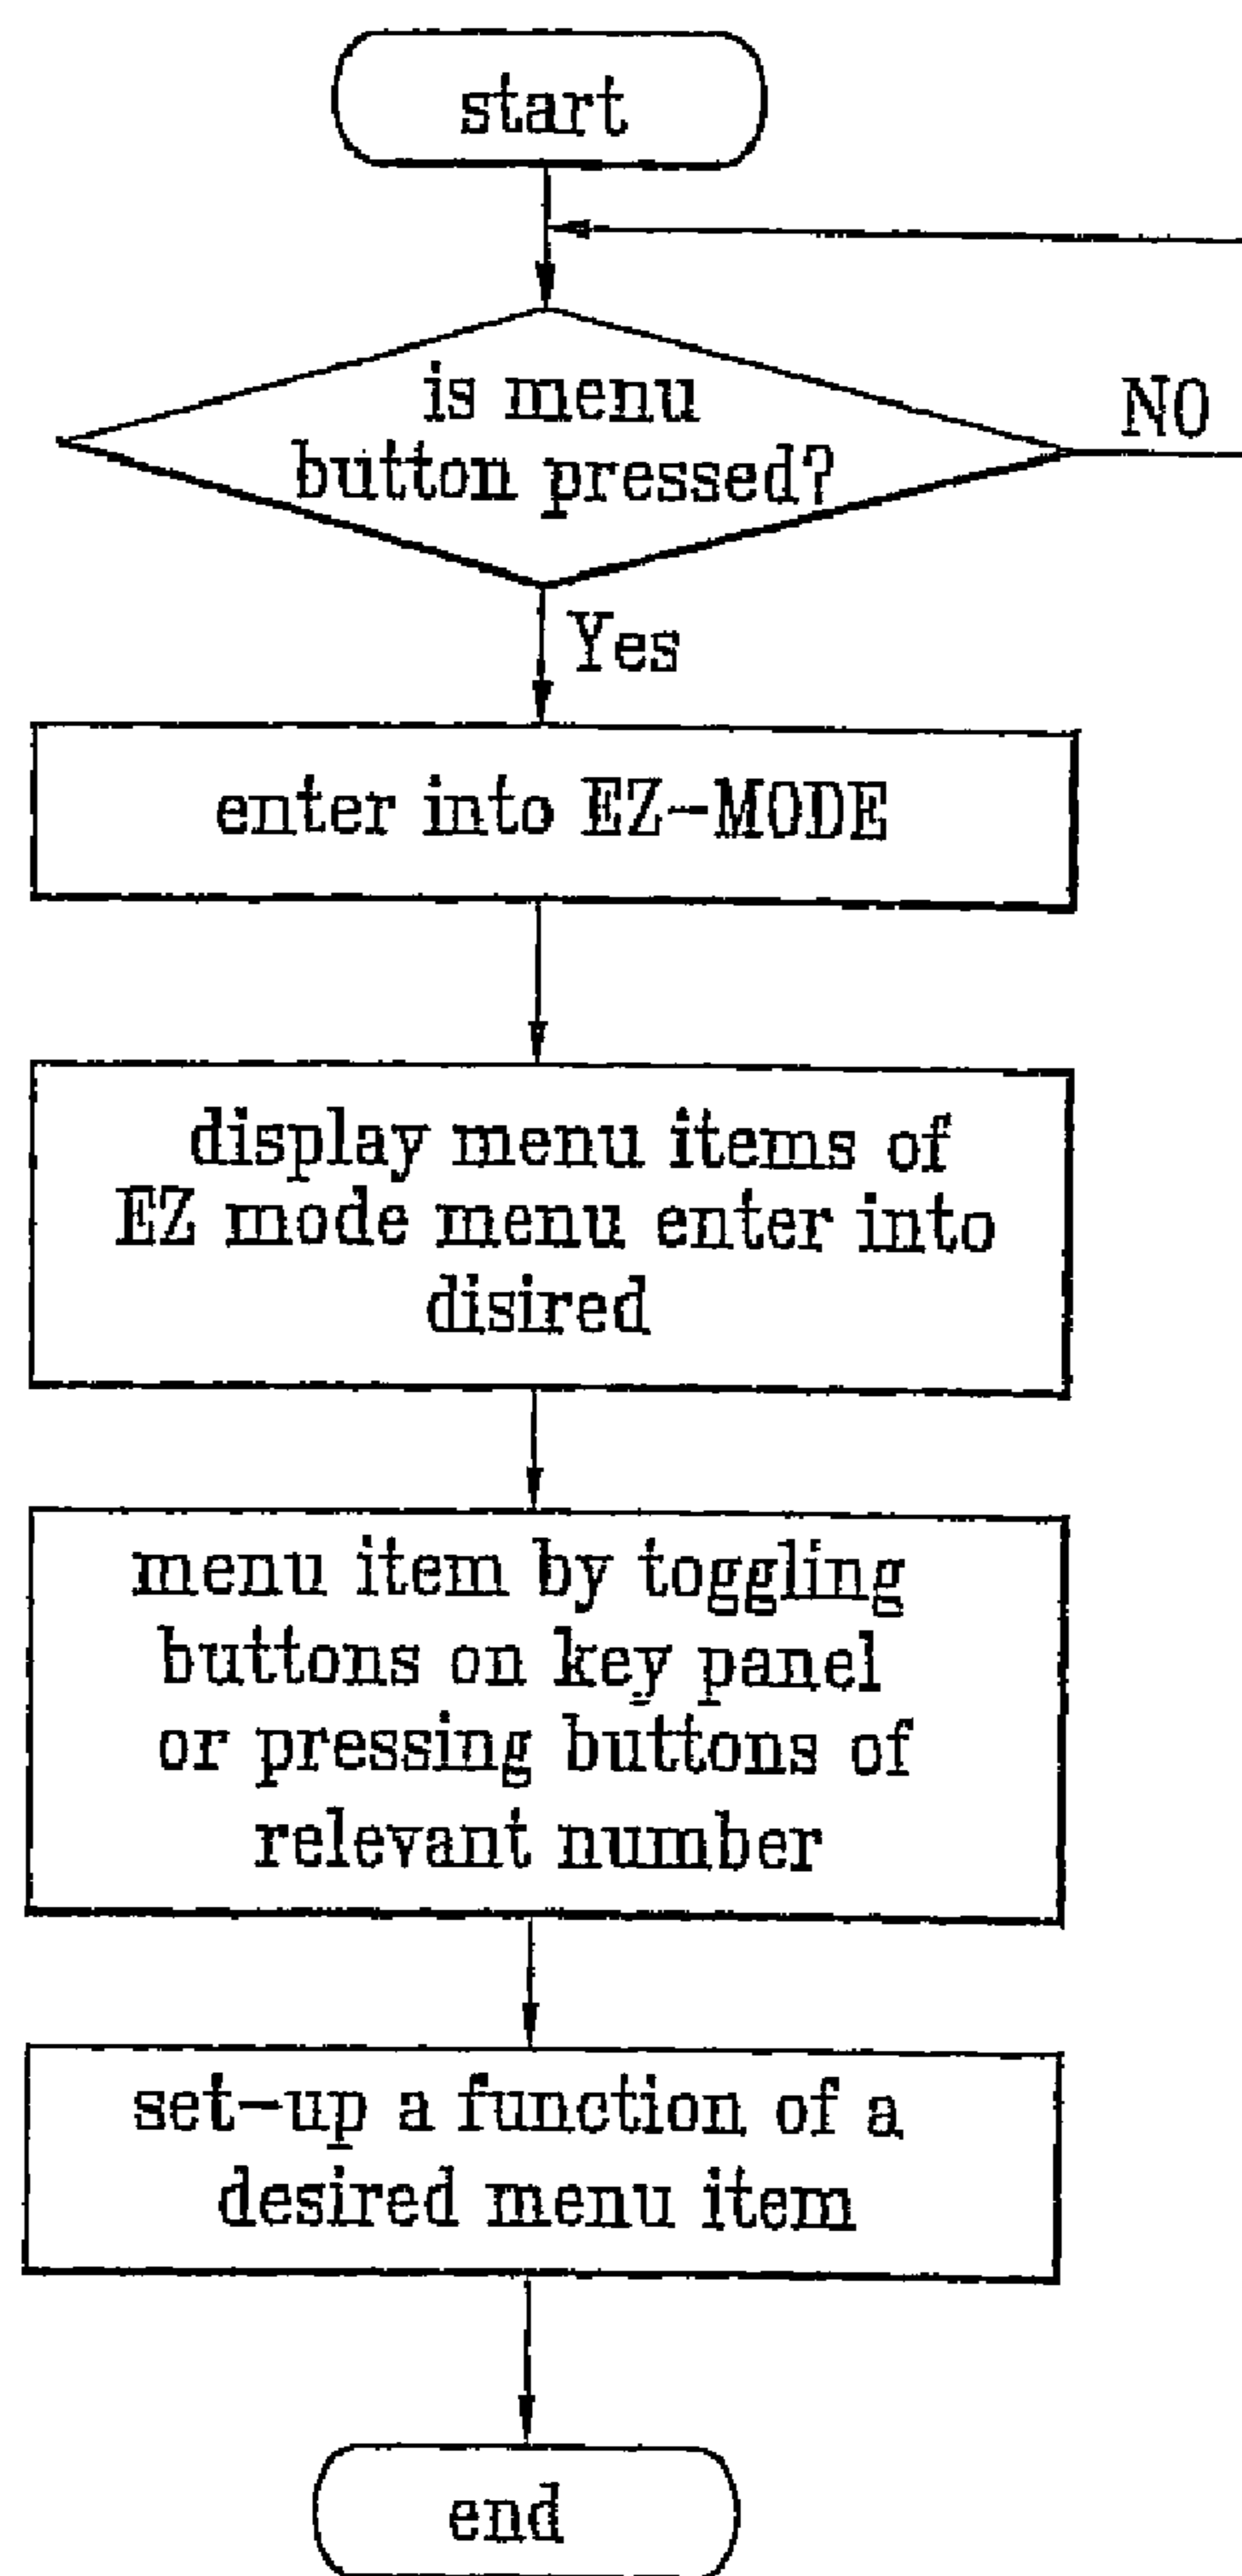 start
is menu
button pressed?
NO
Yes
enter into EZ-MODE
display menu items of
EZ mode menu enter into
disired
menu item by toggling
buttons on key panel
or pressing buttons of
relevant number
set-up a function of a
desired menu item
end